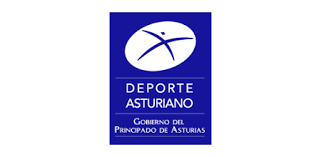 DEPORTE
ASTURIANO
GOBIERNO DEL
PRINCIPADO DE ASTURIAS